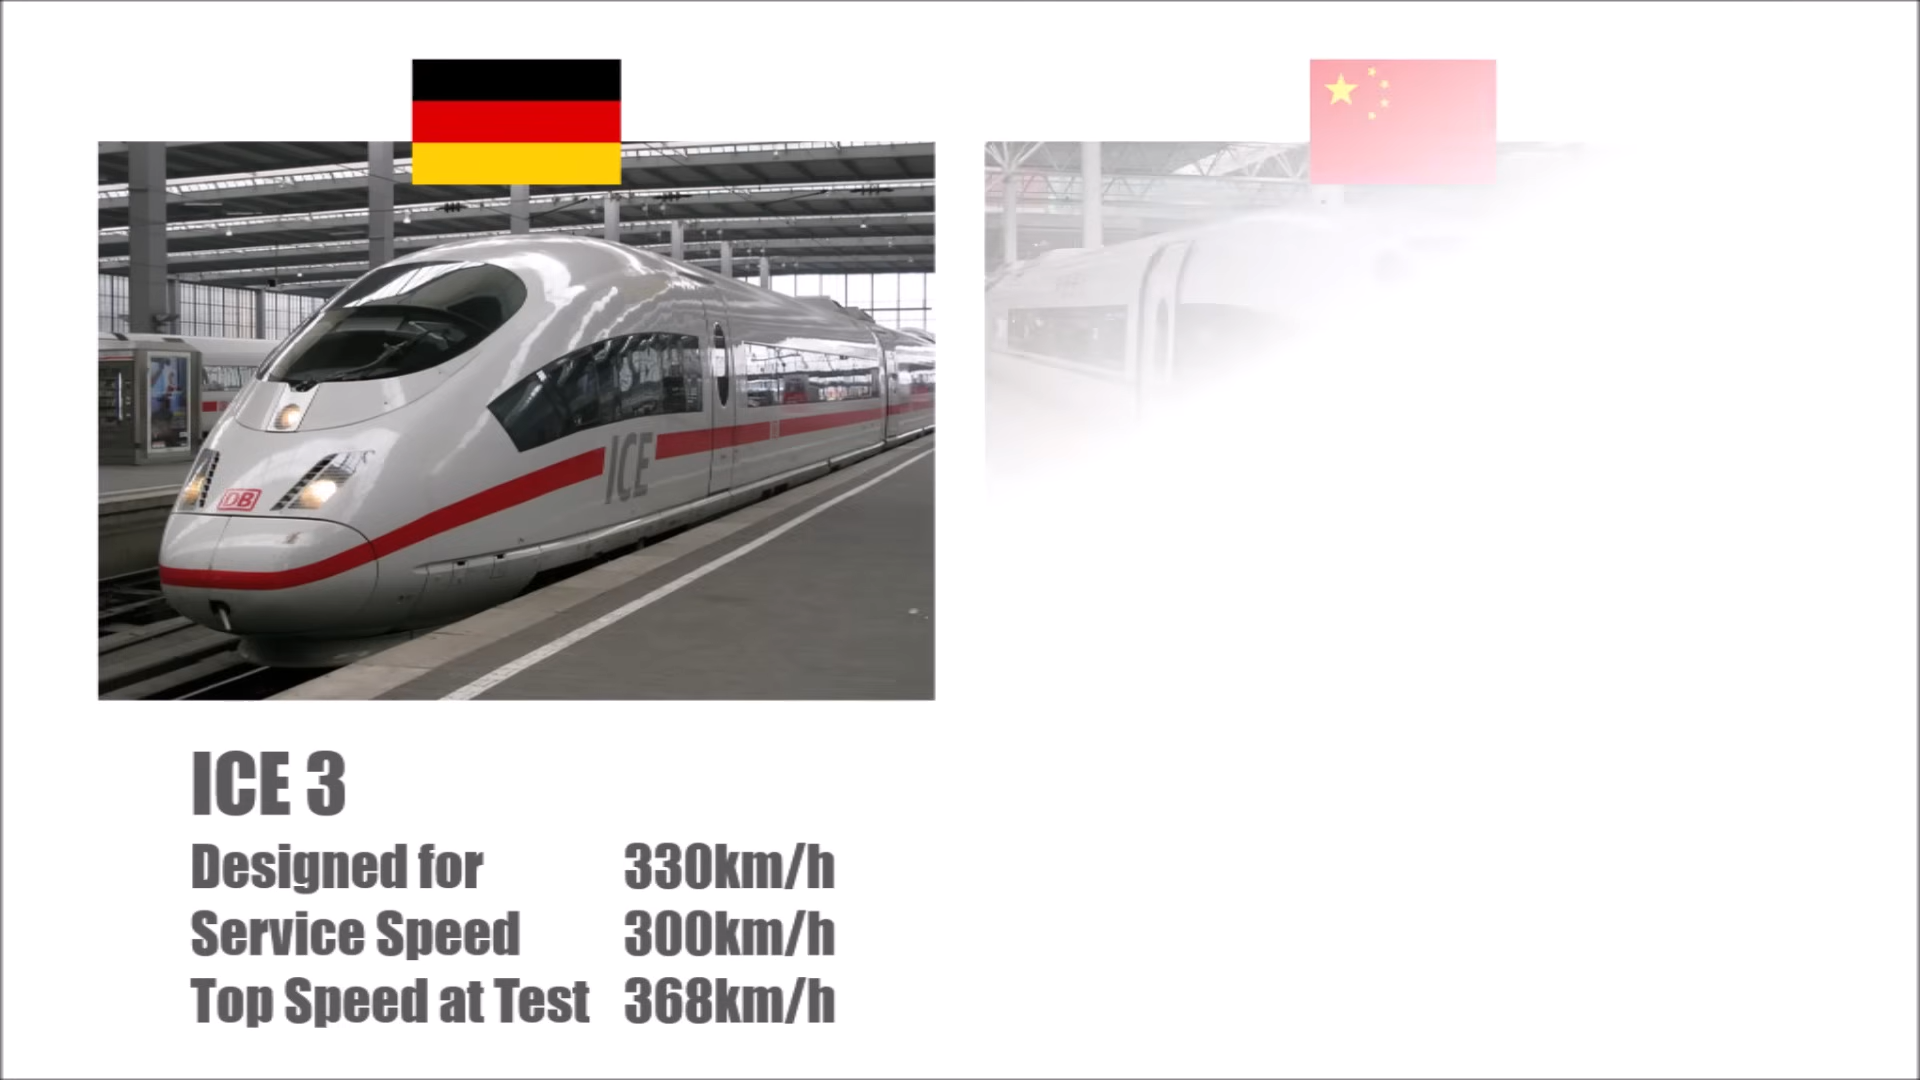 ICE
DB
ICE 3
Designed for 330km/h
Service Speed 300km/h
Top Speed at Test 368km/h